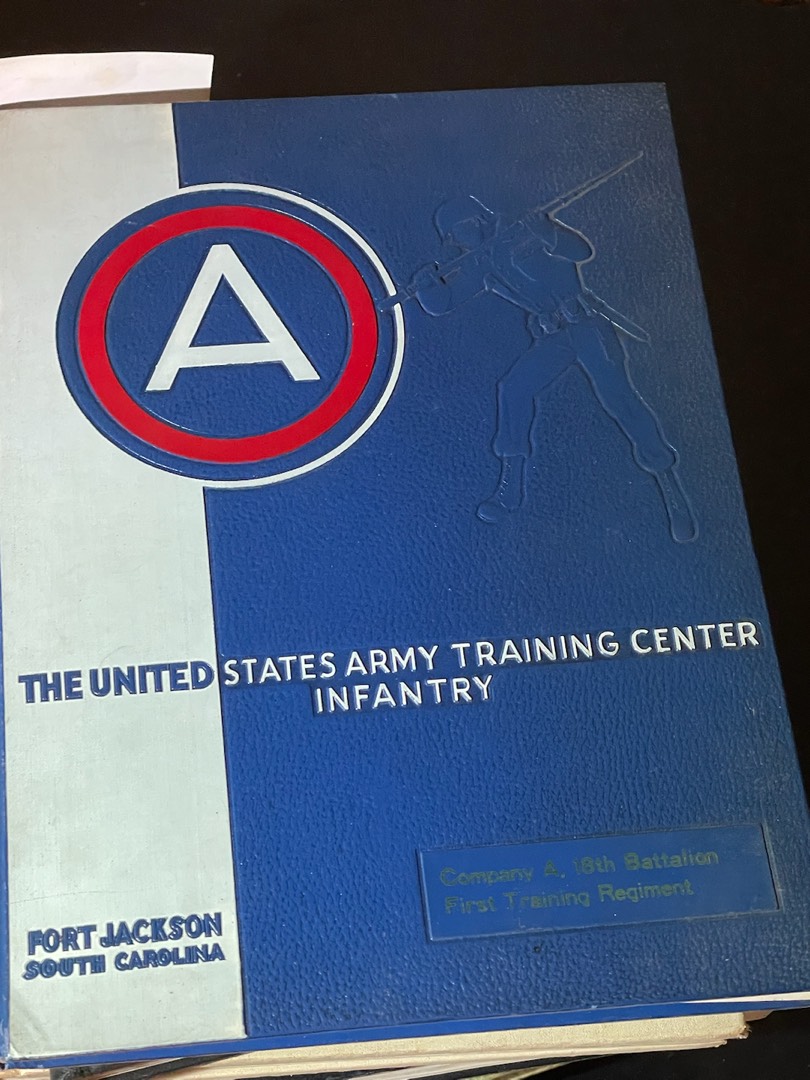 A
THE UNITED STATES ARMY TRAINING CENTER
INFANTRY
Company A, 18th Battalion
First Training Regiment
FORT JACKSON
SOUTH CAROLINA